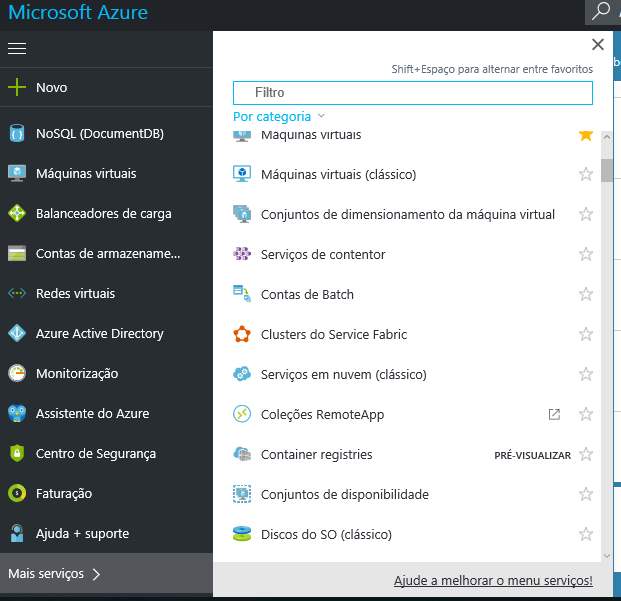 Microsoft Azure
Novo
NoSQL (DocumentDB)
Máquinas virtuais
Balanceadores de carga
Contas de armazename...
Redes virtuais
Azure Active Directory
Monitorização
Assistente do Azure
Centro de Segurança
Faturação
Ajuda + suporte
Mais serviços
Shift+Espaço para alternar entre favoritos
Filtro
Por categoria
Máquinas virtuais
Máquinas virtuais (clássico)
Conjuntos de dimensionamento da máquina virtual
Serviços de contentor
Contas de Batch
Clusters do Service Fabric
Serviços em nuvem (clássico)
Coleções RemoteApp
Container registries PRÉ-VISUALIZAR
Conjuntos de disponibilidade
Discos do SO (clássico)
Ajude a melhorar o menu serviços!